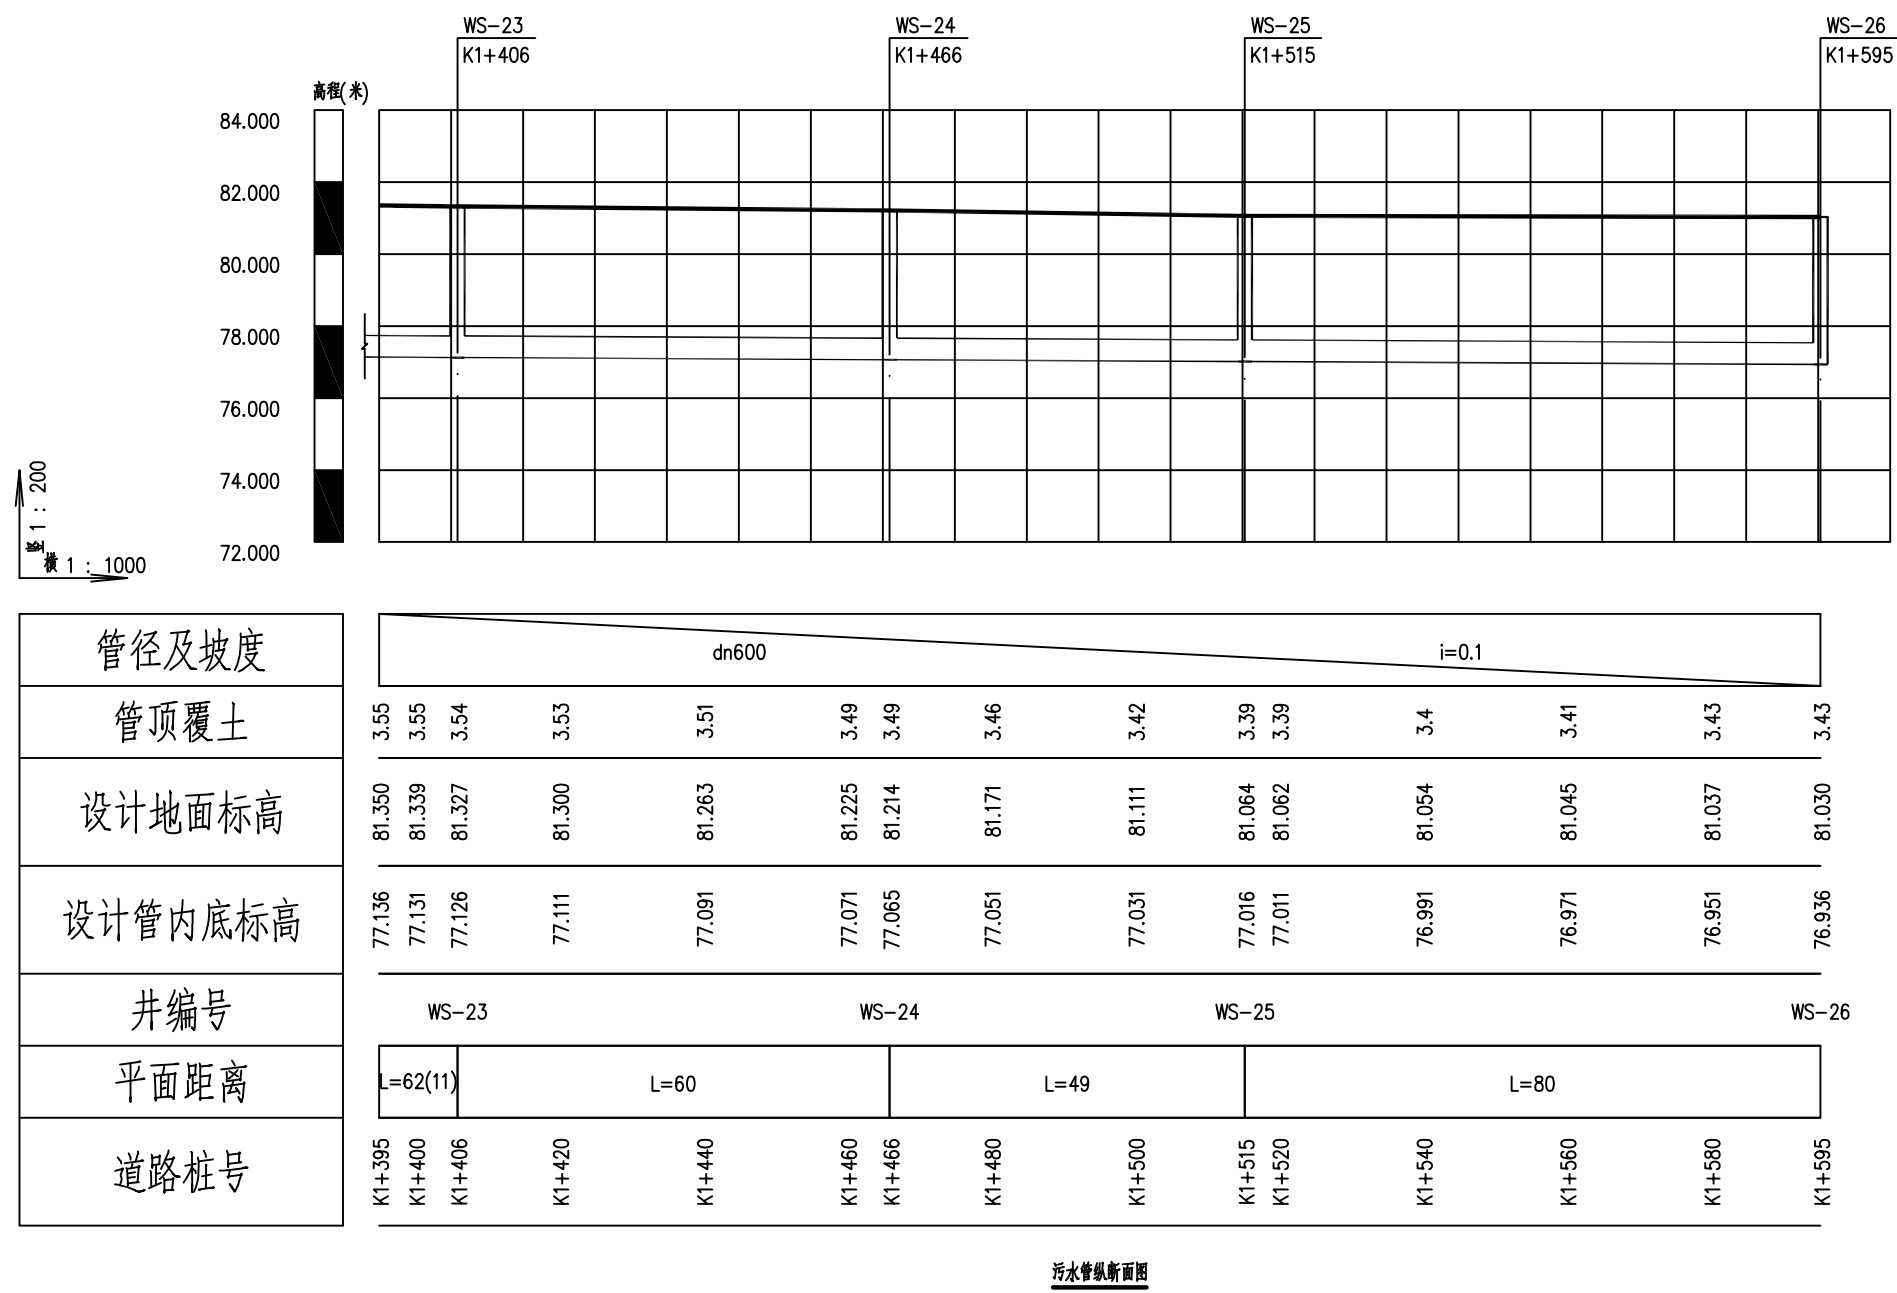 WS-23 WS-24 WS-25 WS-26
K1+406 K1+466 K1+515 K1+595
高程(米)
84.000
82.000
80.000
78.000
76.000
74.000
72.000
竖 1 : 200
横 1 : 1000
管径及坡度 dn600 i=0.1
管顶覆土 3.55 3.55 3.54 3.53 3.51 3.49 3.49 3.46 3.42 3.39 3.39 3.4 3.41 3.43 3.43
设计地面标高 81.350 81.339 81.327 81.300 81.263 81.225 81.214 81.171 81.111 81.064 81.062 81.054 81.045 81.037 81.030
设计管内底标高 77.136 77.131 77.126 77.111 77.091 77.071 77.065 77.051 77.031 77.016 77.011 76.991 76.971 76.951 76.936
井编号 WS-23 WS-24 WS-25 WS-26
平面距离 L=62(11) L=60 L=49 L=80
道路桩号 K1+395 K1+400 K1+406 K1+420 K1+440 K1+460 K1+466 K1+480 K1+500 K1+515 K1+520 K1+540 K1+560 K1+580 K1+595
污水管纵断面图